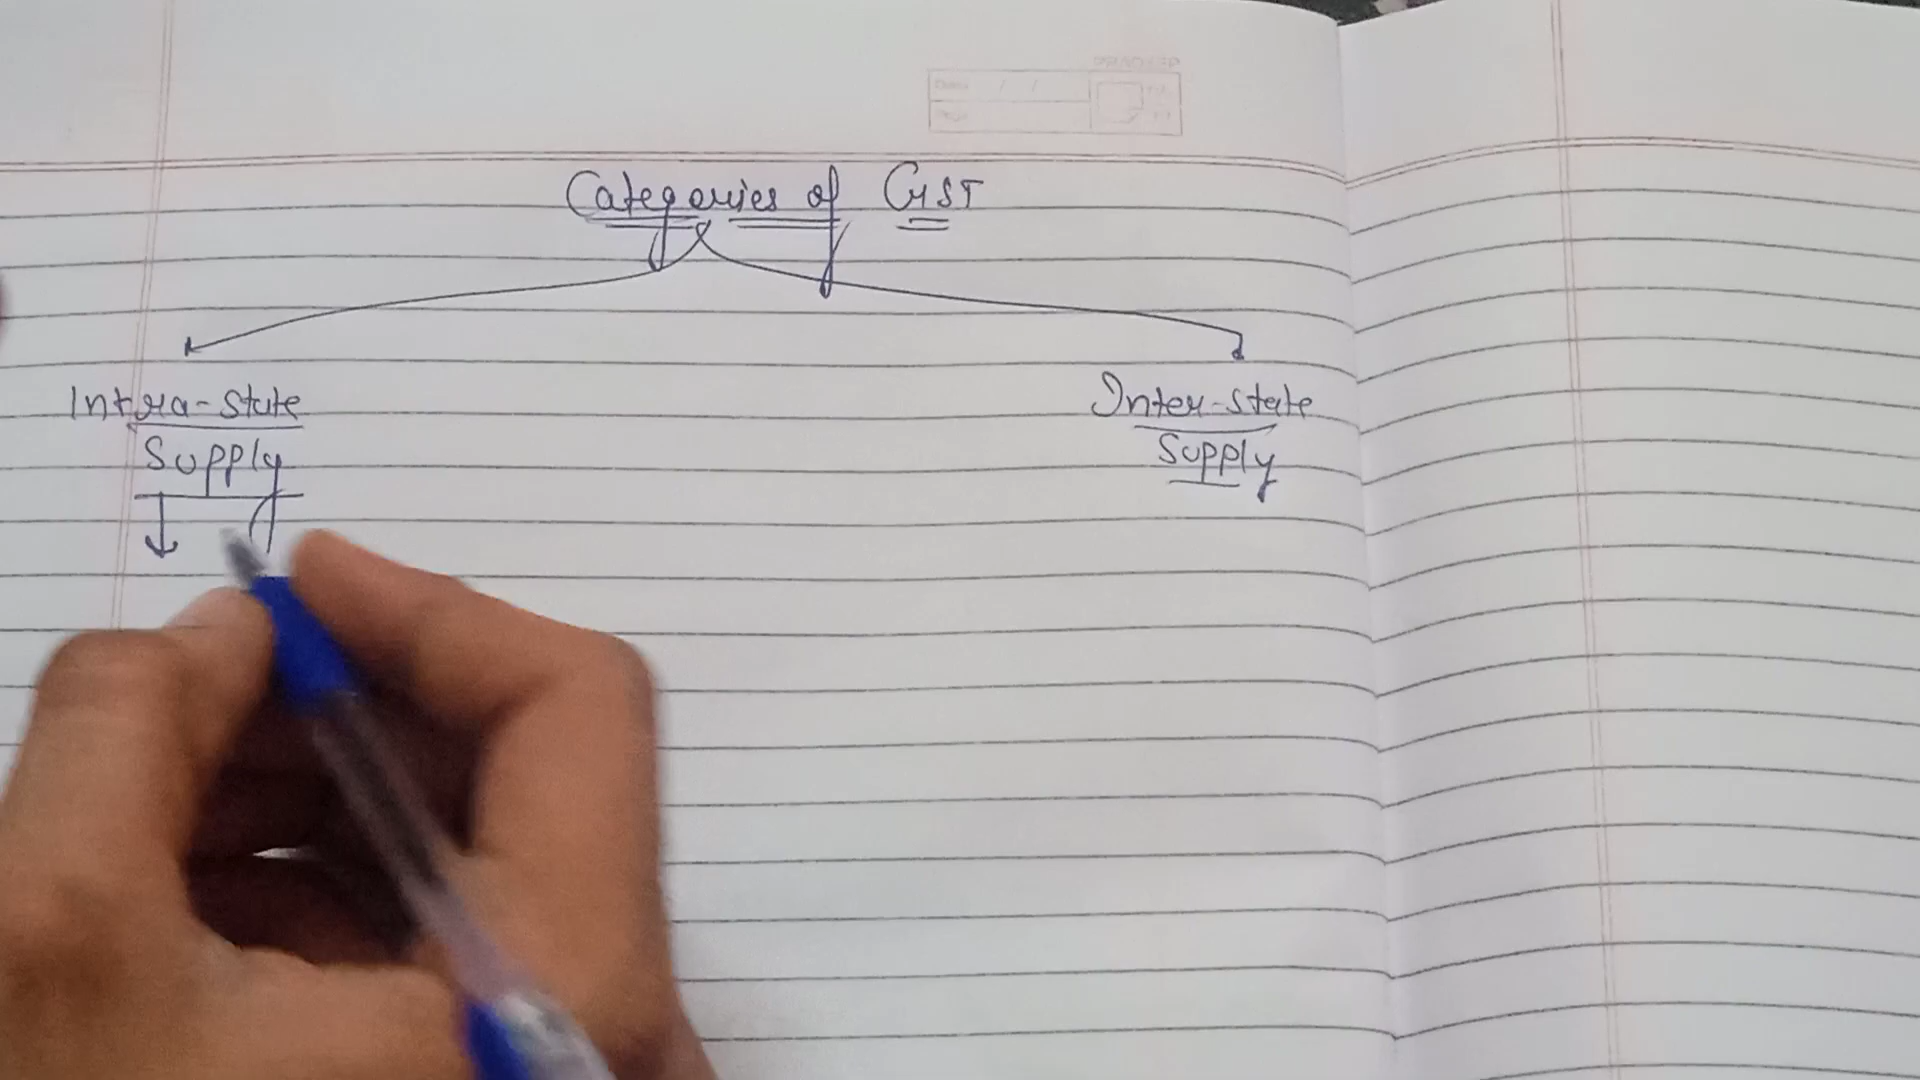 Categories of GST
Intra-state
Supply
Inter-state
Supply